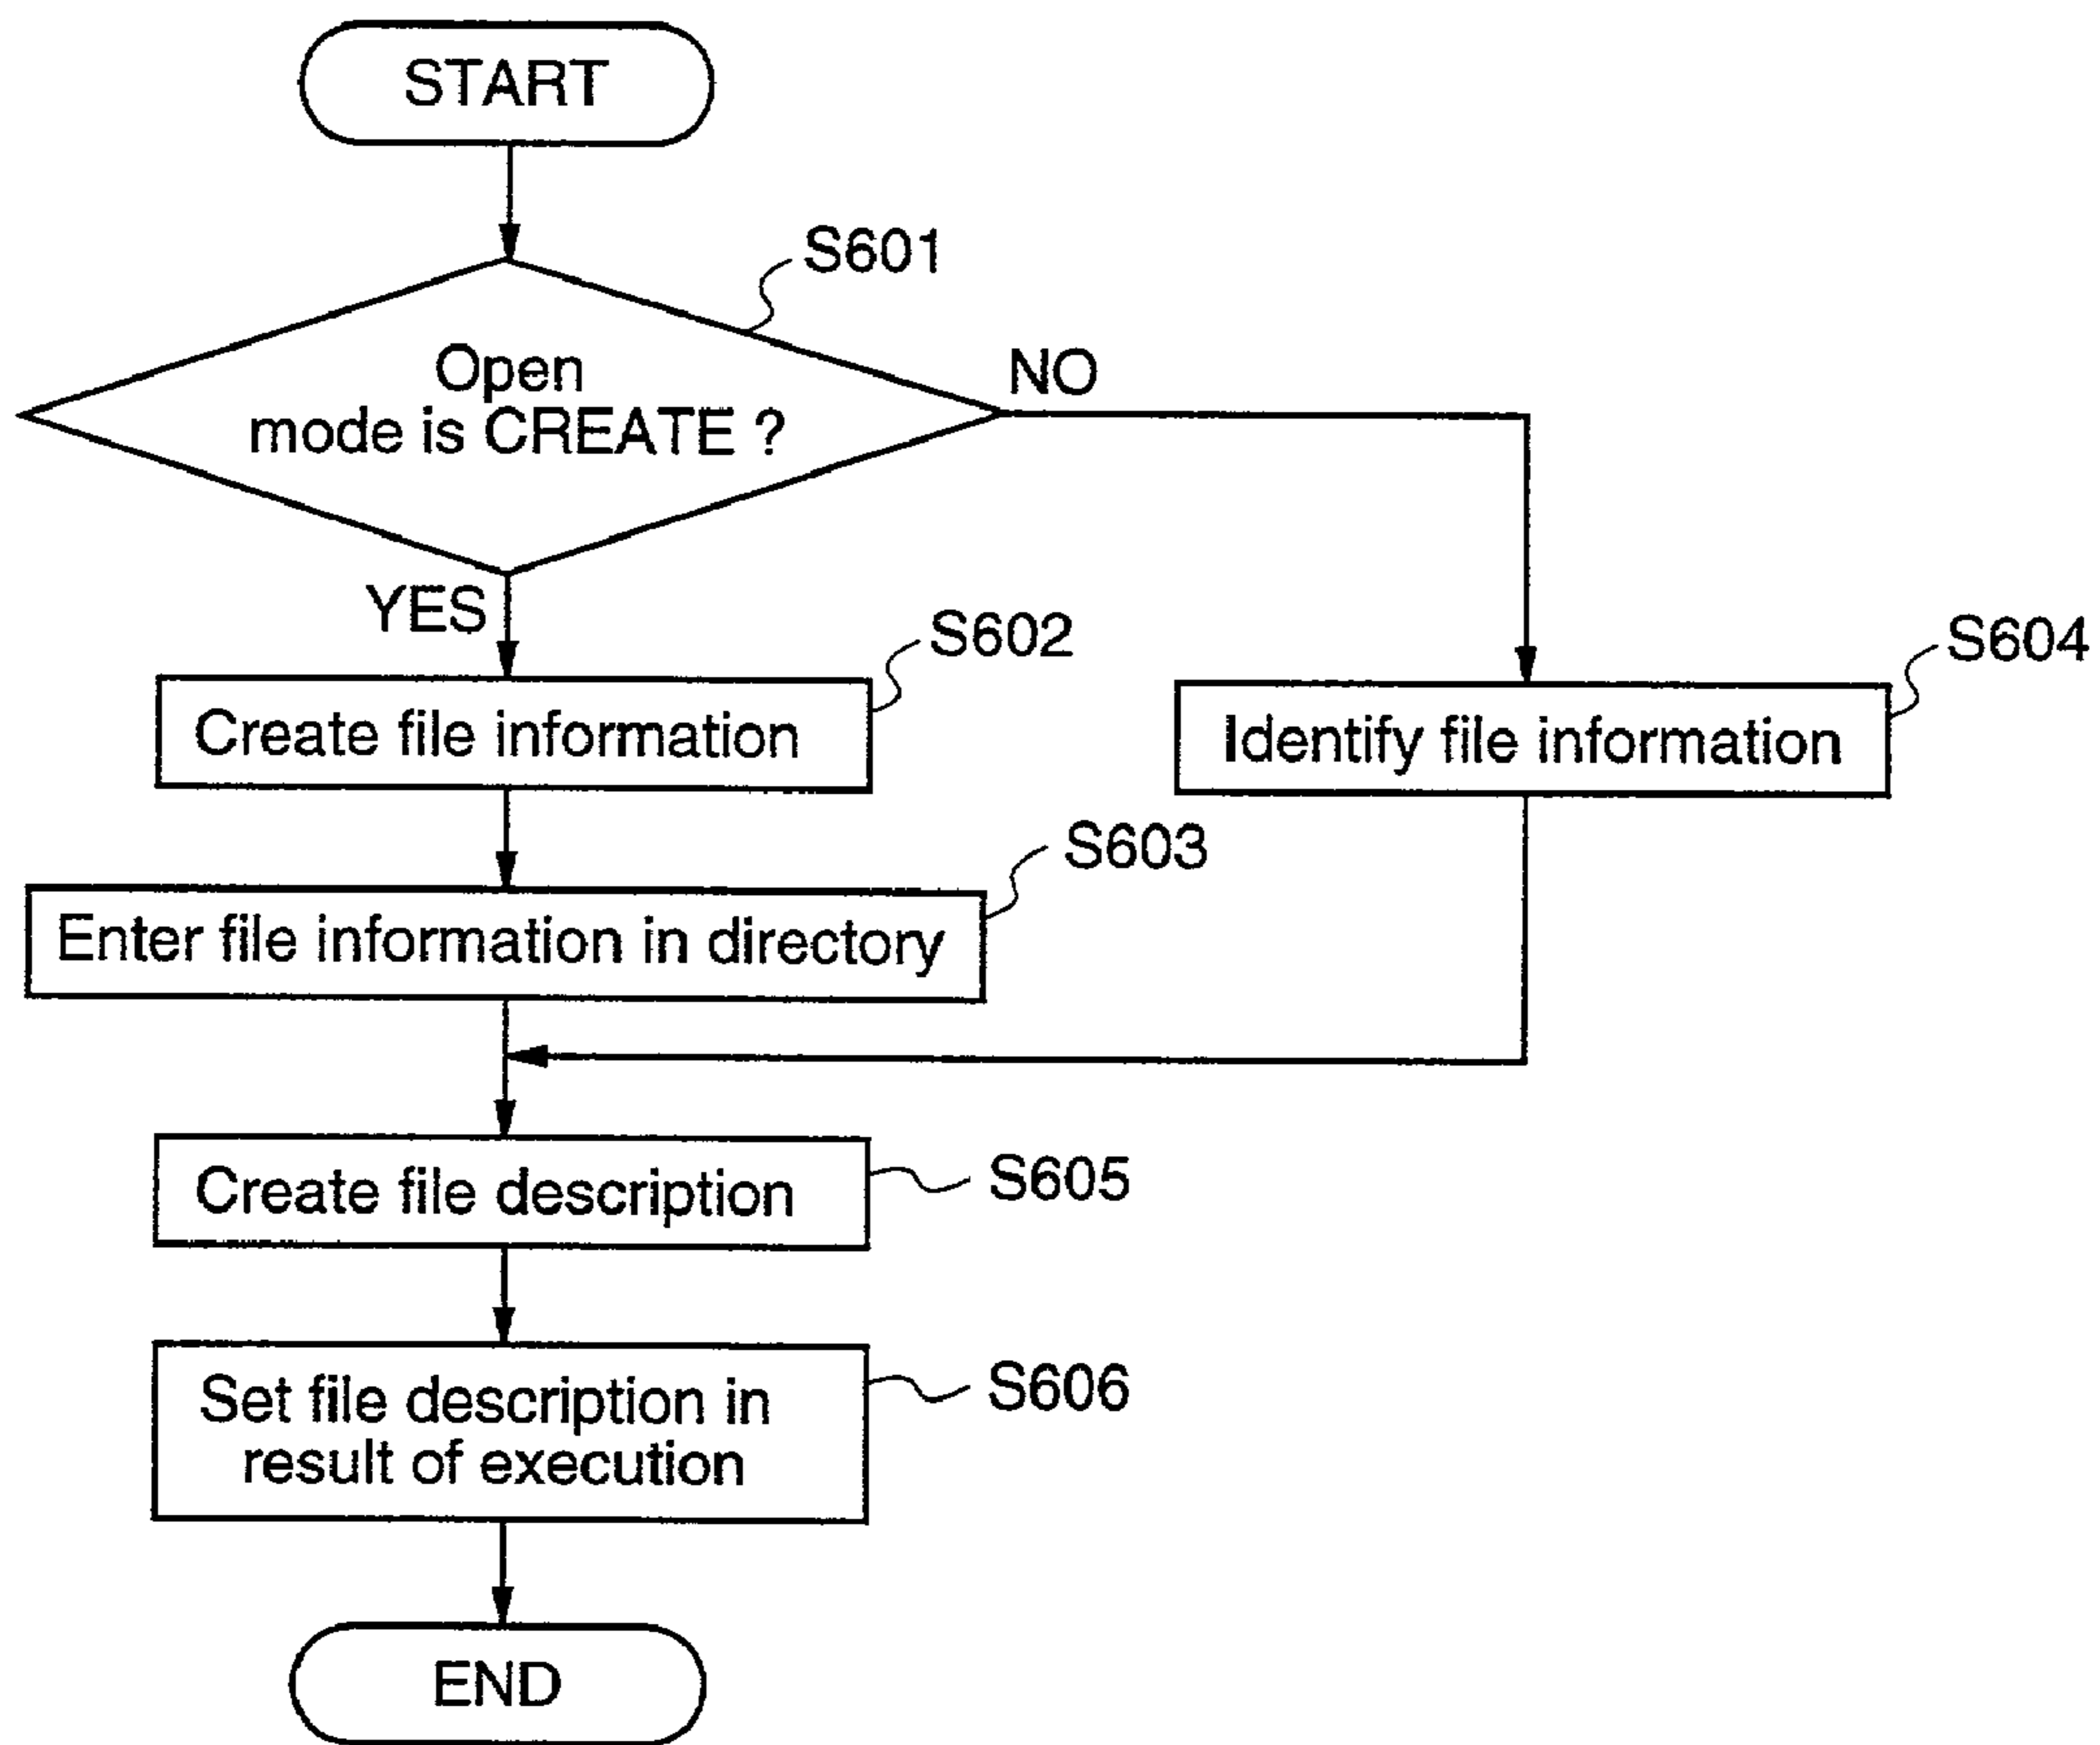 START
S601
Open
mode is CREATE ?
NO
YES
S602
S604
Create file information
Identify file information
S603
Enter file information in directory
Create file description
S605
Set file description in
result of execution
S606
END